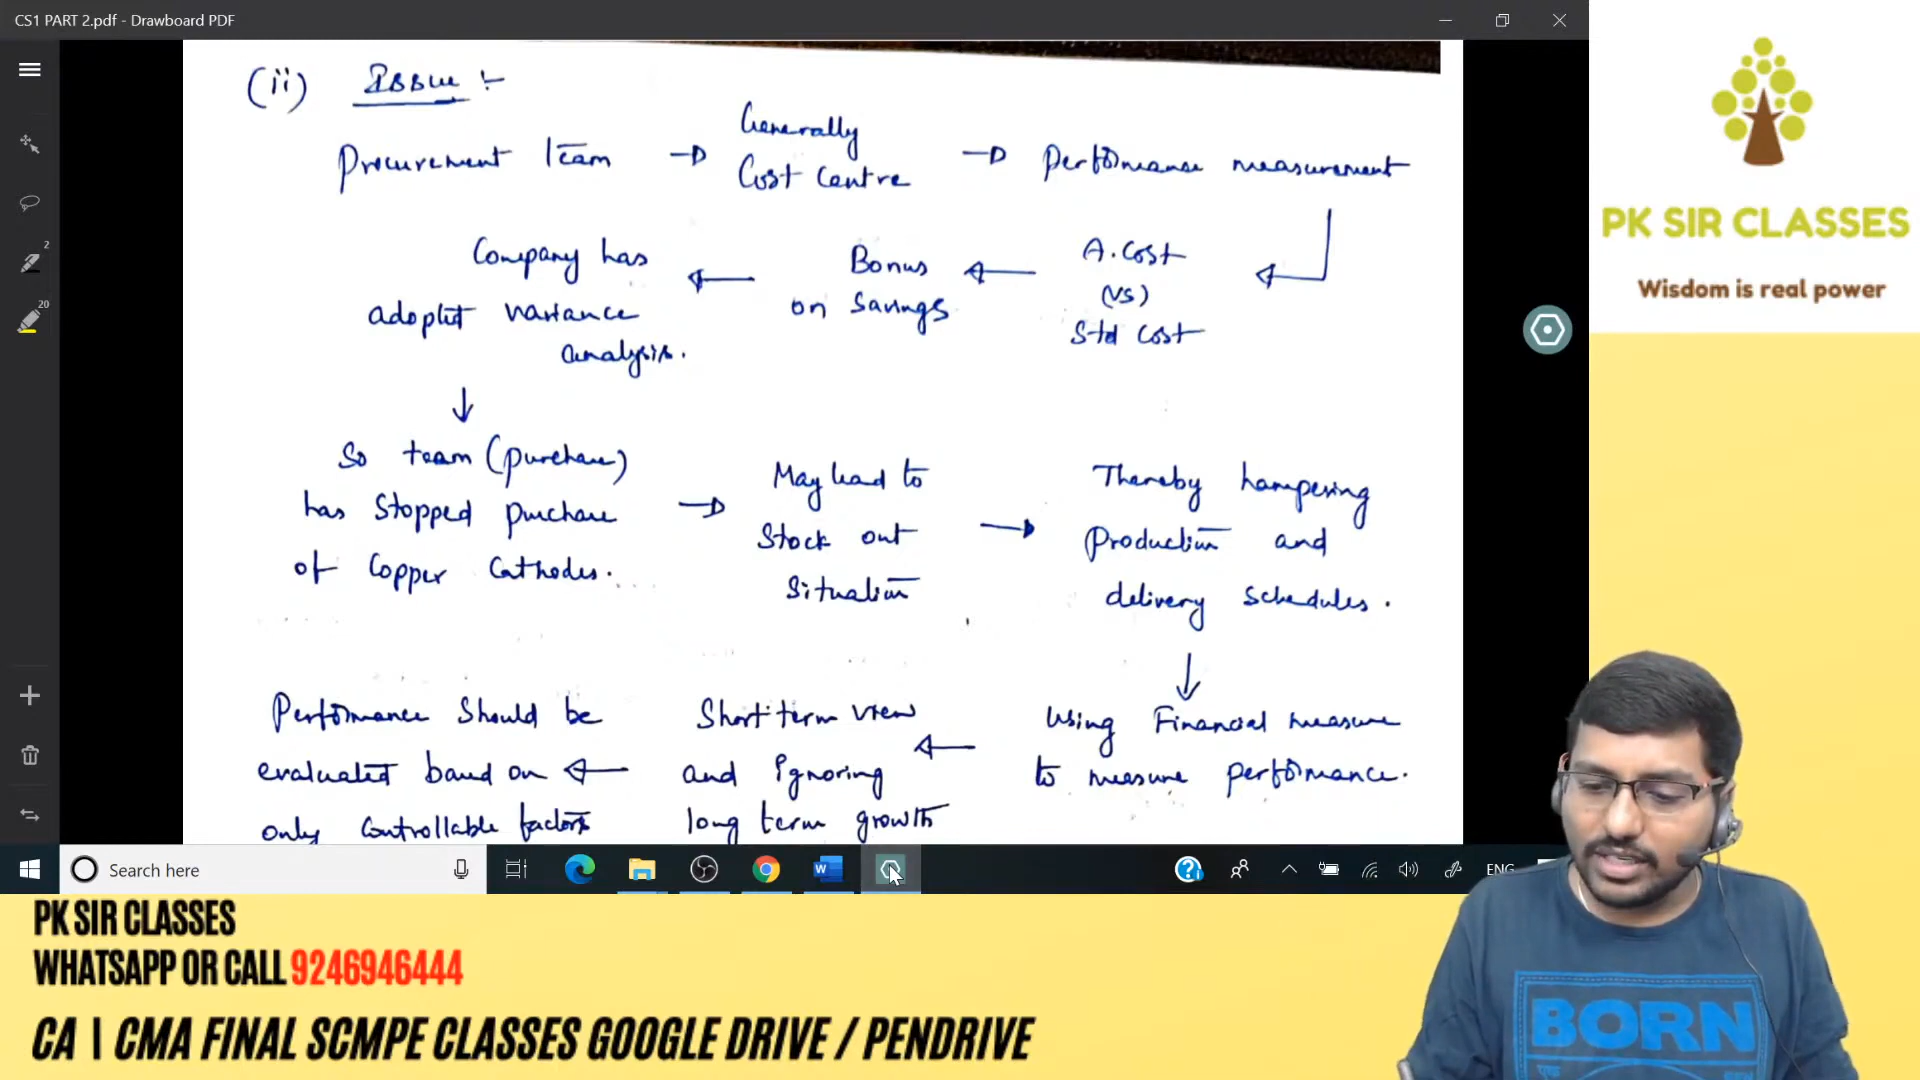 CS1 PART 2.pdf - Drawboard PDF
(ii) Issue :-
Procurement Team → Generally Cost Centre → Performance measurement
A.Cost (vs) Std Cost
Bonus on Savings
Company has
adopted variance
analysis.
So team (purchase)
has stopped purchase
of Copper Cathodes.
May lead to
Stock out
Situation
Thereby hampering
Production and
delivery Schedules.
Using Financial measure
to measure performance.
Short term view
and Ignoring
long term growth
Performance Should be
evaluated based on
only Controllable factors
2
20
PK SIR CLASSES
Wisdom is real power
Search here
ENG
PK SIR CLASSES
WHATSAPP OR CALL 9246946444
CA \ CMA FINAL SCMPE CLASSES GOOGLE DRIVE / PENDRIVE
BORN